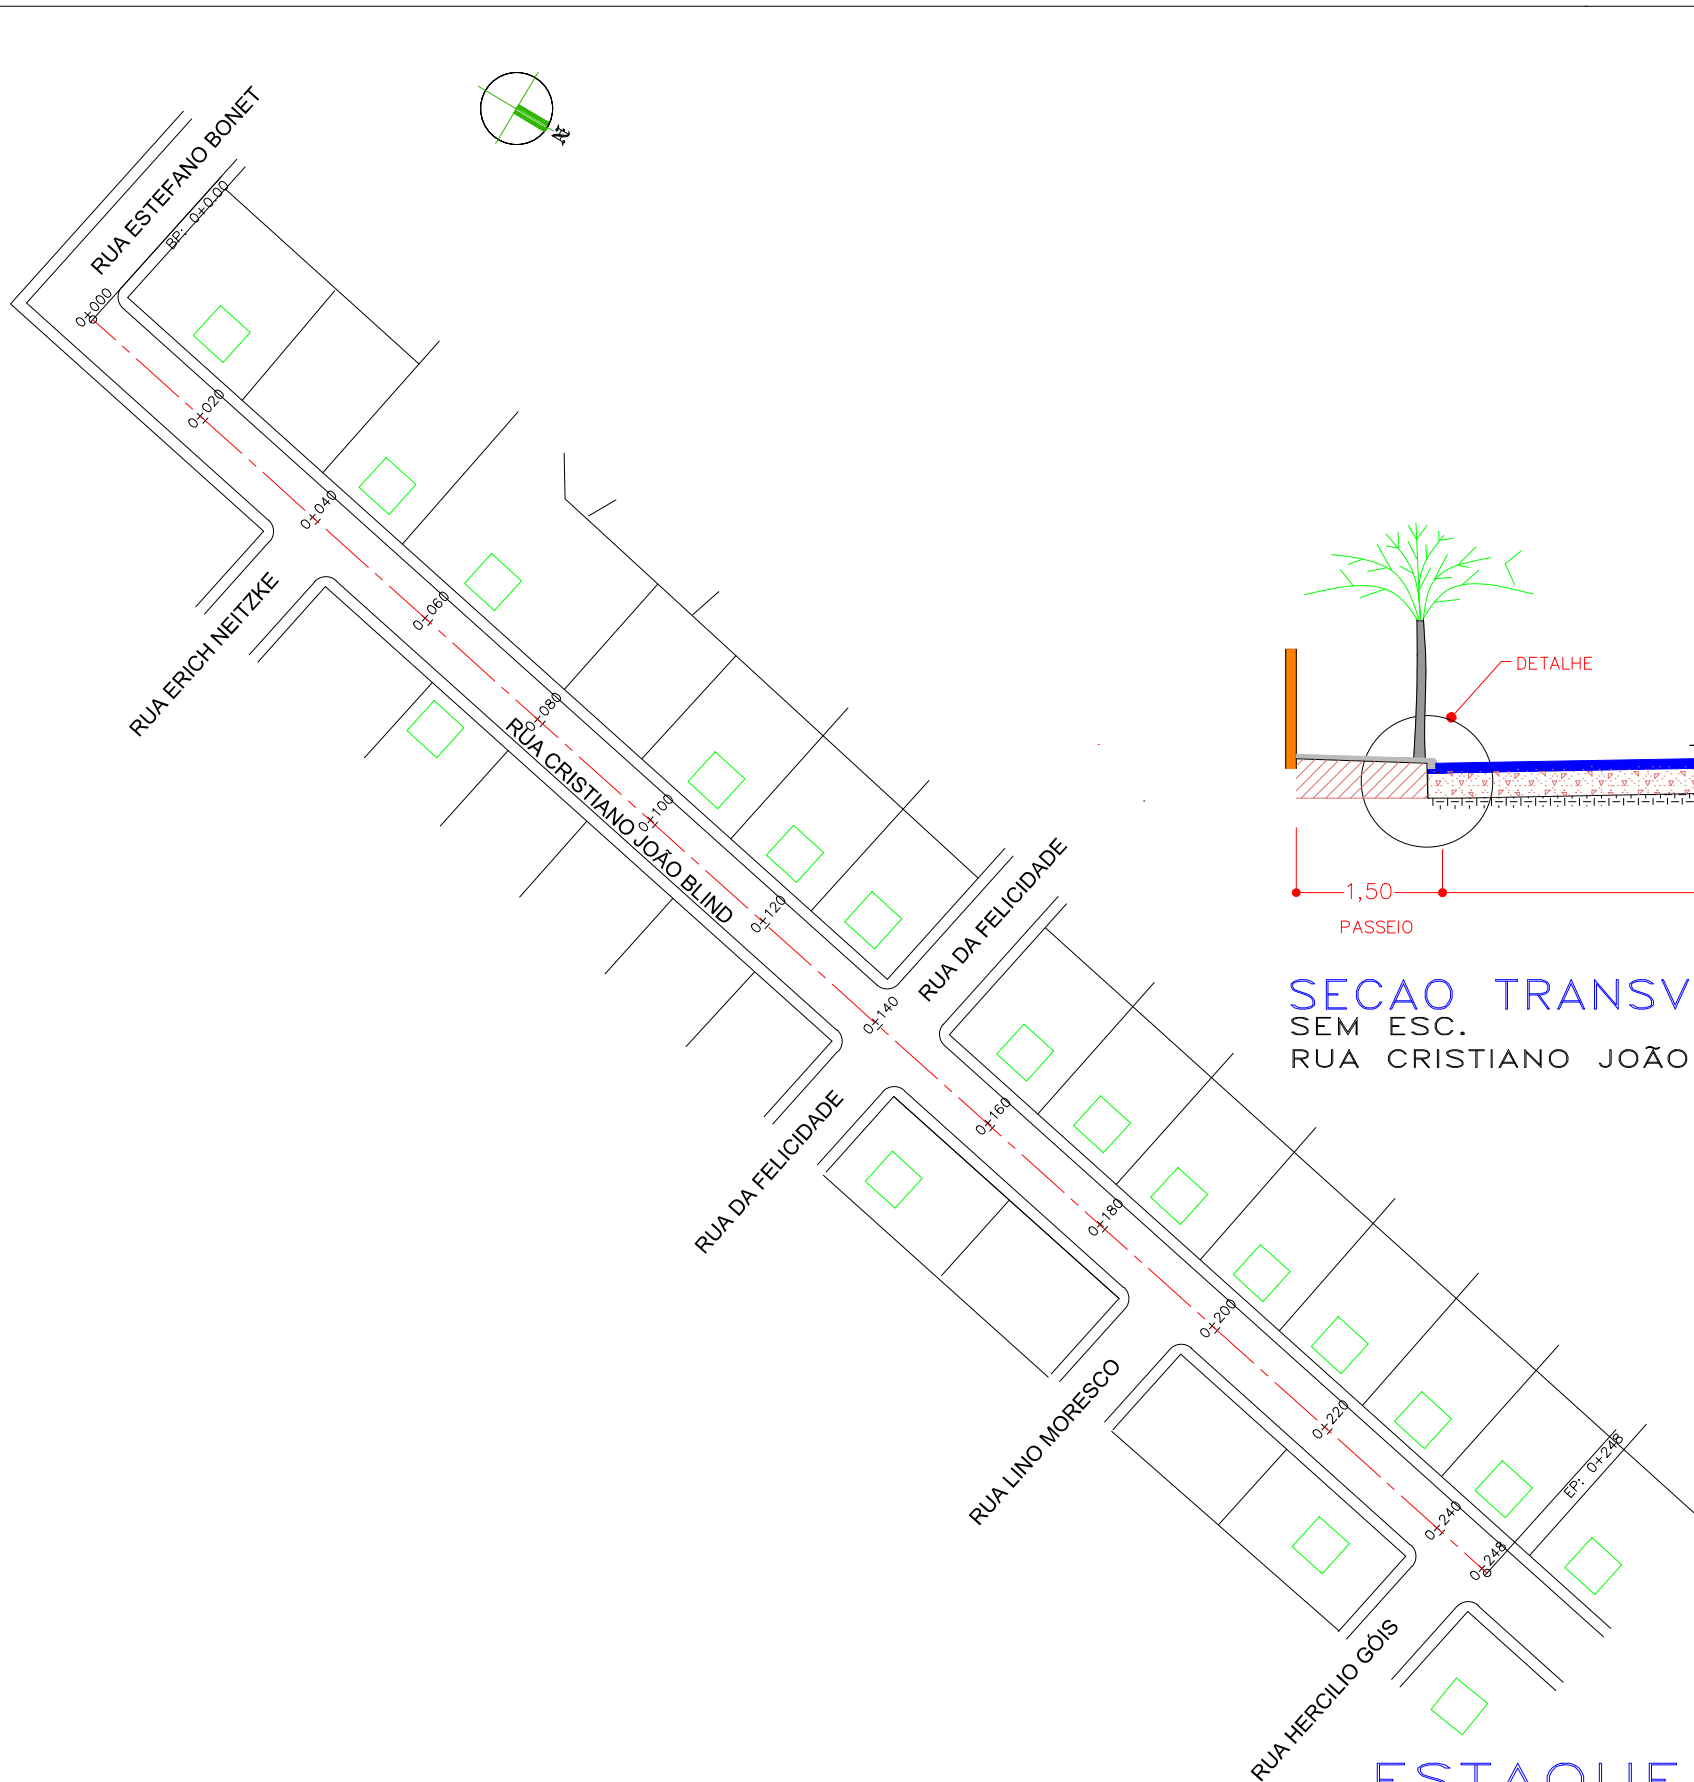 N
RUA ESTEFANO BONET
BP: 0+0.00
0+000
0+020
0+040
RUA ERICH NEITZKE
0+060
0+080
RUA CRISTIANO JOÃO BLIND
0+100
0+120
RUA DA FELICIDADE
0+140
RUA DA FELICIDADE
0+160
0+180
0+200
RUA LINO MORESCO
0+220
0+240
0+248
EP: 0+248
RUA HERCILIO GÓIS
DETALHE
1,50
PASSEIO
SECAO TRANSV
SEM ESC.
RUA CRISTIANO JOÃO
ESTAQUE